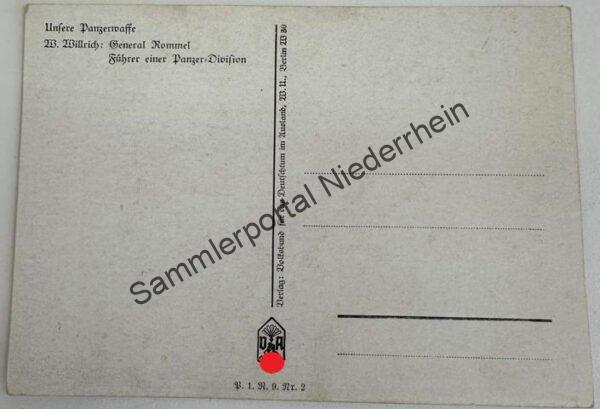 Unsere Panzerwaffe
W. Willrich: General Rommel
Führer einer Panzer-Division
Verlag: Volksbund für das Deutschtum im Ausland, W. U., Berlin W 30
Sammlerportal Niederrhein
VDA
P. 1. R. 9. Nr. 2